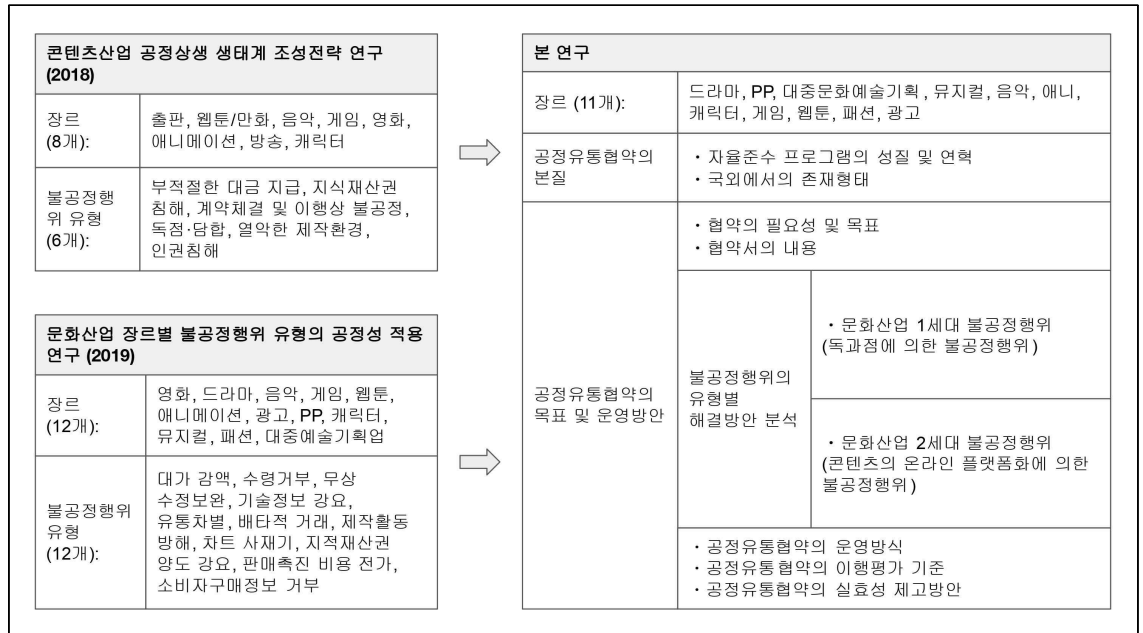 콘텐츠산업 공정상생 생태계 조성전략 연구
(2018)
장르
(8개):
출판, 웹툰/만화, 음악, 게임, 영화,
애니메이션, 방송, 캐릭터
불공정행
위 유형
(6개):
부적절한 대금 지급, 지식재산권
침해, 계약체결 및 이행상 불공정,
독점·담합, 열악한 제작환경,
인권침해
문화산업 장르별 불공정행위 유형의 공정성 적용
연구 (2019)
장르
(12개):
영화, 드라마, 음악, 게임, 웹툰,
애니메이션, 광고, PP, 캐릭터,
뮤지컬, 패션, 대중예술기획업
불공정행위
유형
(12개):
대가 감액, 수령거부, 무상
수정보완, 기술정보 강요,
유통차별, 배타적 거래, 제작활동
방해, 차트 사재기, 지적재산권
양도 강요, 판매촉진 비용 전가,
소비자구매정보 거부
본 연구
장르 (11개):
드라마, PP, 대중문화예술기획, 뮤지컬, 음악, 애니,
캐릭터, 게임, 웹툰, 패션, 광고
공정유통협약의
본질
・자율준수 프로그램의 성질 및 연혁
・국외에서의 존재형태
공정유통협약의
목표 및 운영방안
・협약의 필요성 및 목표
・협약서의 내용
불공정행위의
유형별
해결방안 분석
・문화산업 1세대 불공정행위
(독과점에 의한 불공정행위)
・문화산업 2세대 불공정행위
(콘텐츠의 온라인 플랫폼화에 의한
불공정행위)
・공정유통협약의 운영방식
・공정유통협약의 이행평가 기준
・공정유통협약의 실효성 제고방안